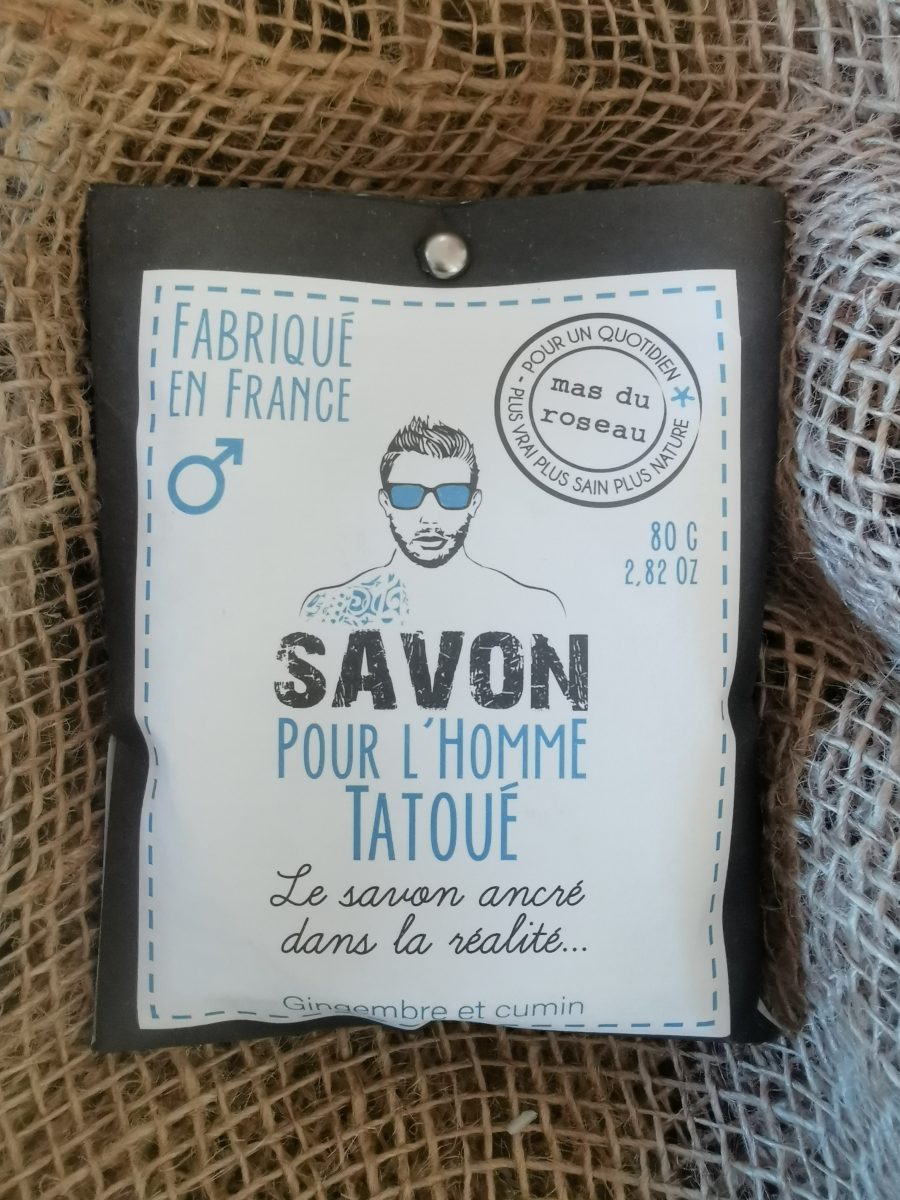 FABRIQUÉ
EN FRANCE
POUR UN QUOTIDIEN
PLUS VRAI PLUS SAIN PLUS NATURE -
mas du
roseau
80 G
2,82 OZ
SAVON
POUR L'HOMME
TATOUÉ
Le savon ancré
dans la réalité...
Gingembre et cumin